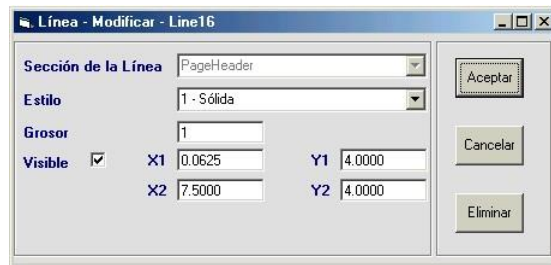 Línea - Modificar - Line16
Sección de la Línea PageHeader
Estilo 1 - Sólida
Grosor 1
Visible X1 0.0625 Y1 4.0000
X2 7.5000 Y2 4.0000
Aceptar
Cancelar
Eliminar